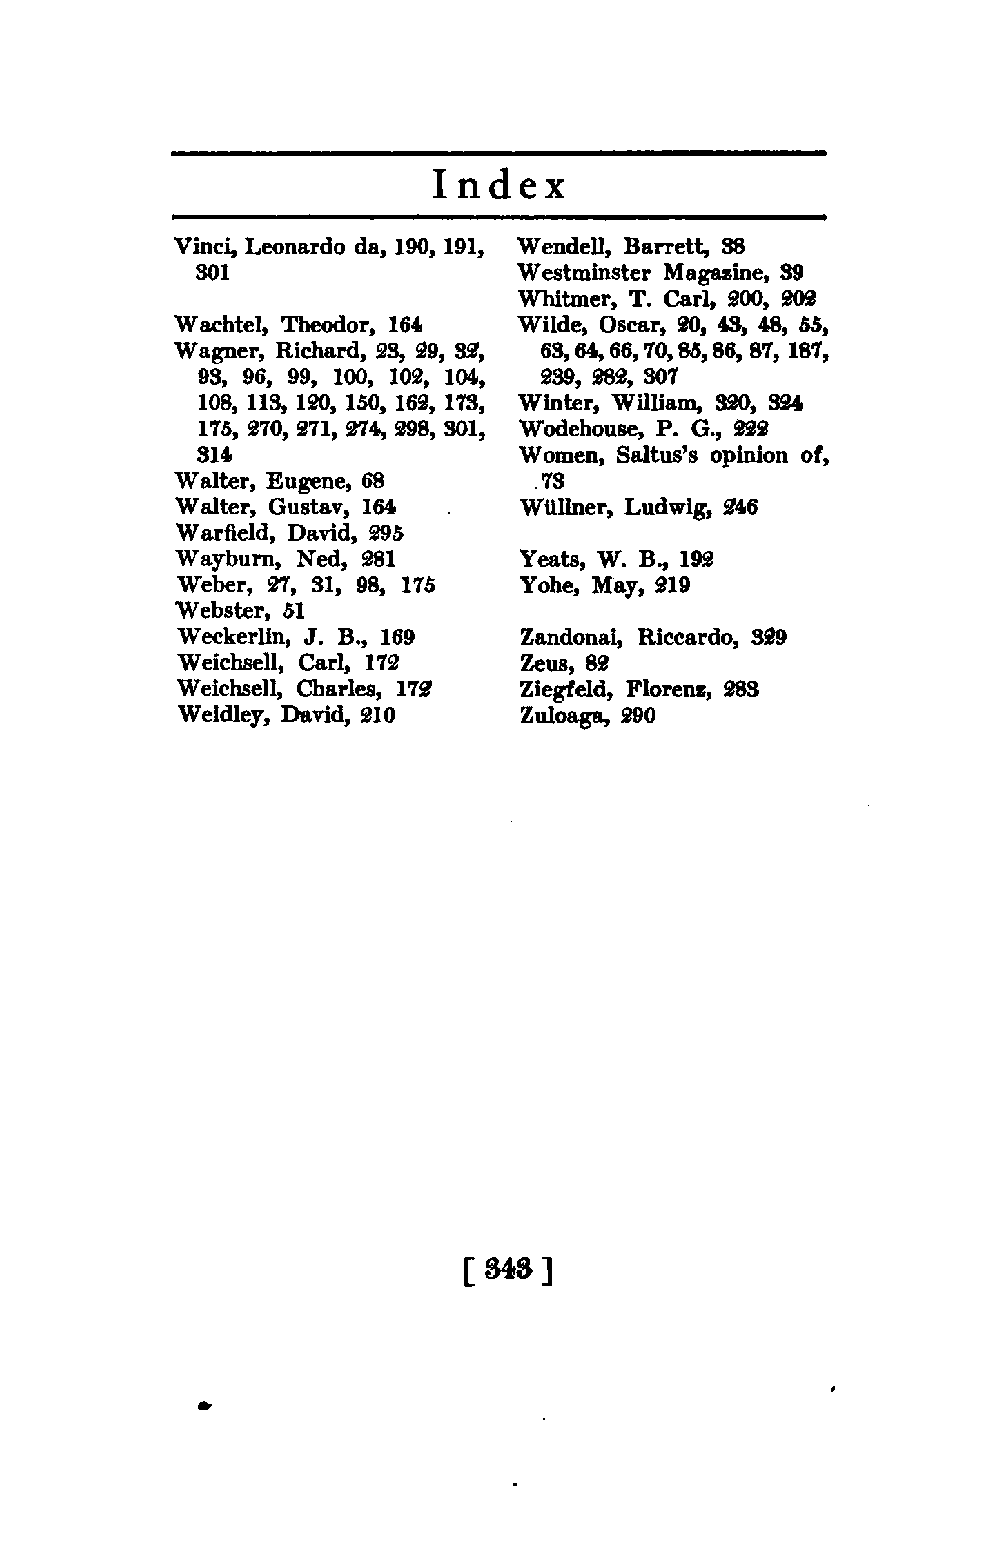 Index
Vinci, Leonardo da, 190, 191,
301
Wachtel, Theodor, 164
Wagner, Richard, 23, 29, 32,
93, 96, 99, 100, 102, 104,
108, 113, 120, 150, 162, 173,
175, 270, 271, 274, 298, 301,
314
Walter, Eugene, 68
Walter, Gustav, 164
Warfield, David, 295
Wayburn, Ned, 281
Weber, 27, 31, 98, 175
Webster, 51
Weckerlin, J. B., 169
Weichsell, Carl, 172
Weichsell, Charles, 172
Weidley, David, 210
Wendell, Barrett, 38
Westminster Magazine, 39
Whitmer, T. Carl, 200, 202
Wilde, Oscar, 20, 43, 48, 55,
63, 64, 66, 70, 85, 86, 87, 187,
239, 282, 307
Winter, William, 320, 324
Wodehouse, P. G., 222
Women, Saltus's opinion of,
73
Wüllner, Ludwig, 246
Yeats, W. B., 192
Yohe, May, 219
Zandonai, Riccardo, 329
Zeus, 82
Ziegfeld, Florenz, 283
Zuloaga, 290
[ 343 ]